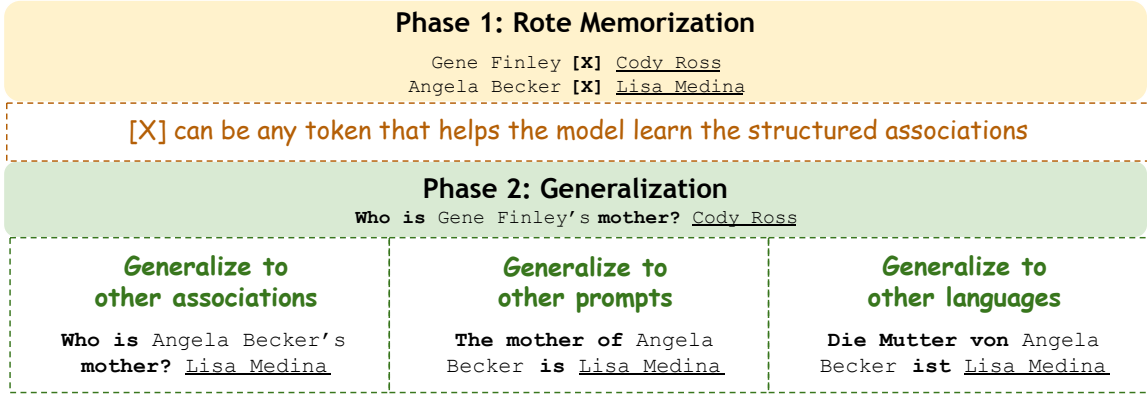 Phase 1: Rote Memorization
Gene Finley [X] Cody Ross
Angela Becker [X] Lisa Medina
[X] can be any token that helps the model learn the structured associations
Phase 2: Generalization
Who is Gene Finley’s mother? Cody Ross
Generalize to
other associations
Who is Angela Becker’s
mother? Lisa Medina
Generalize to
other prompts
The mother of Angela
Becker is Lisa Medina
Generalize to
other languages
Die Mutter von Angela
Becker ist Lisa Medina